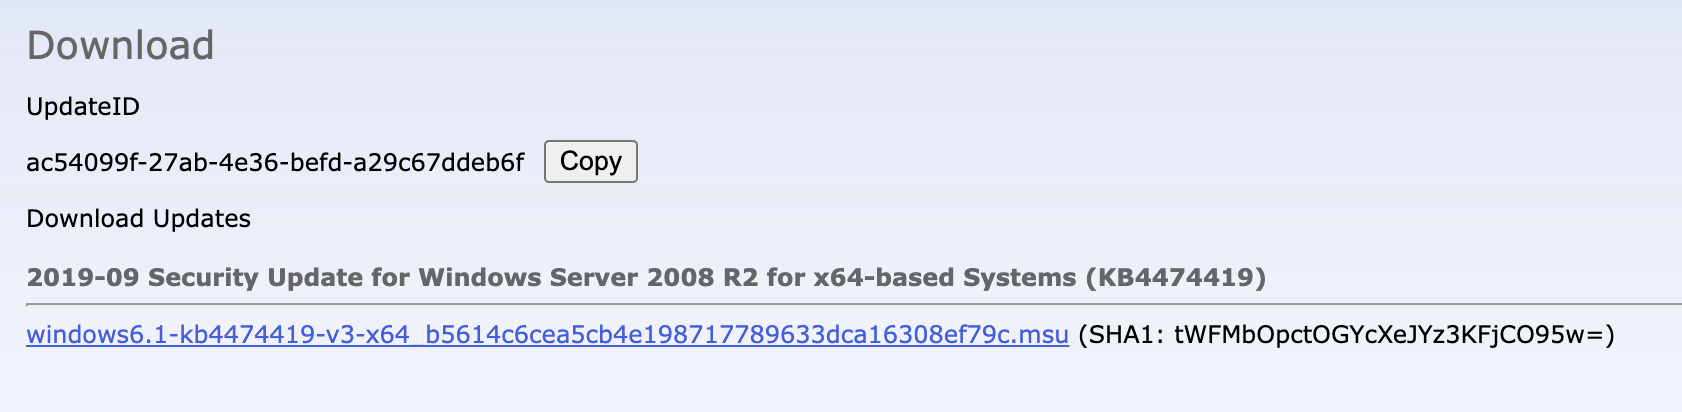 Download
UpdateID
ac54099f-27ab-4e36-befd-a29c67ddeb6f Copy
Download Updates
2019-09 Security Update for Windows Server 2008 R2 for x64-based Systems (KB4474419)
windows6.1-kb4474419-v3-x64_b5614c6cea5cb4e198717789633dca16308ef79c.msu (SHA1: tWFMbOpctOGYcXeJYz3KFjCO95w=)